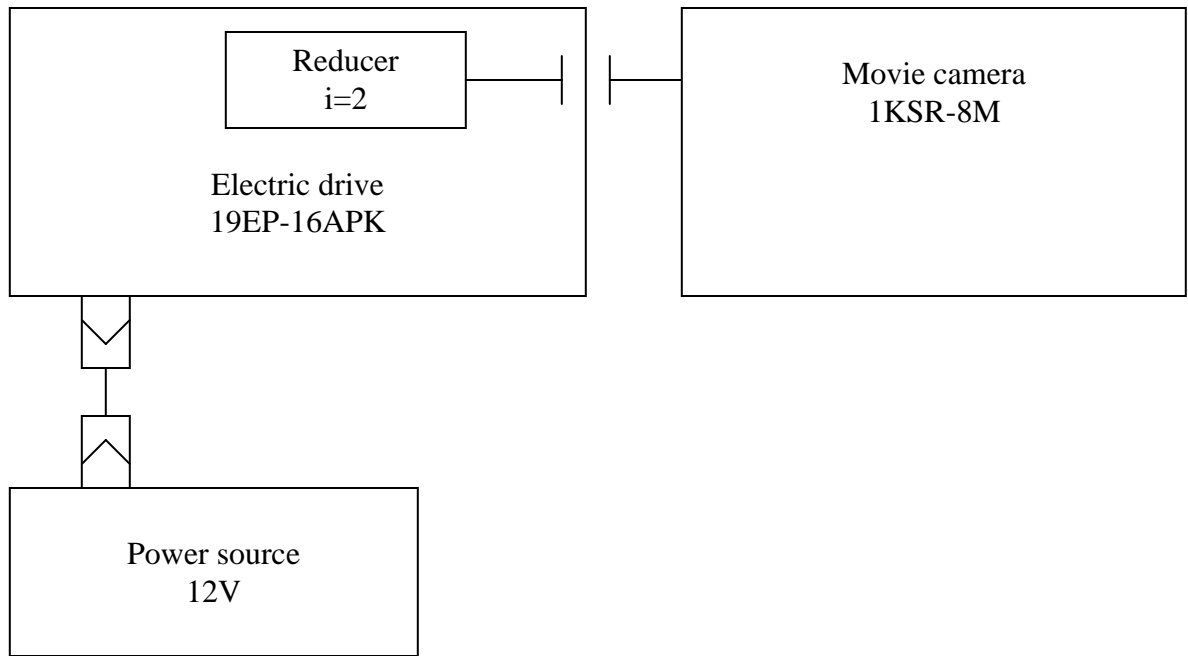 Reducer
i=2
Movie camera
1KSR-8M
Electric drive
19EP-16APK
Power source
12V